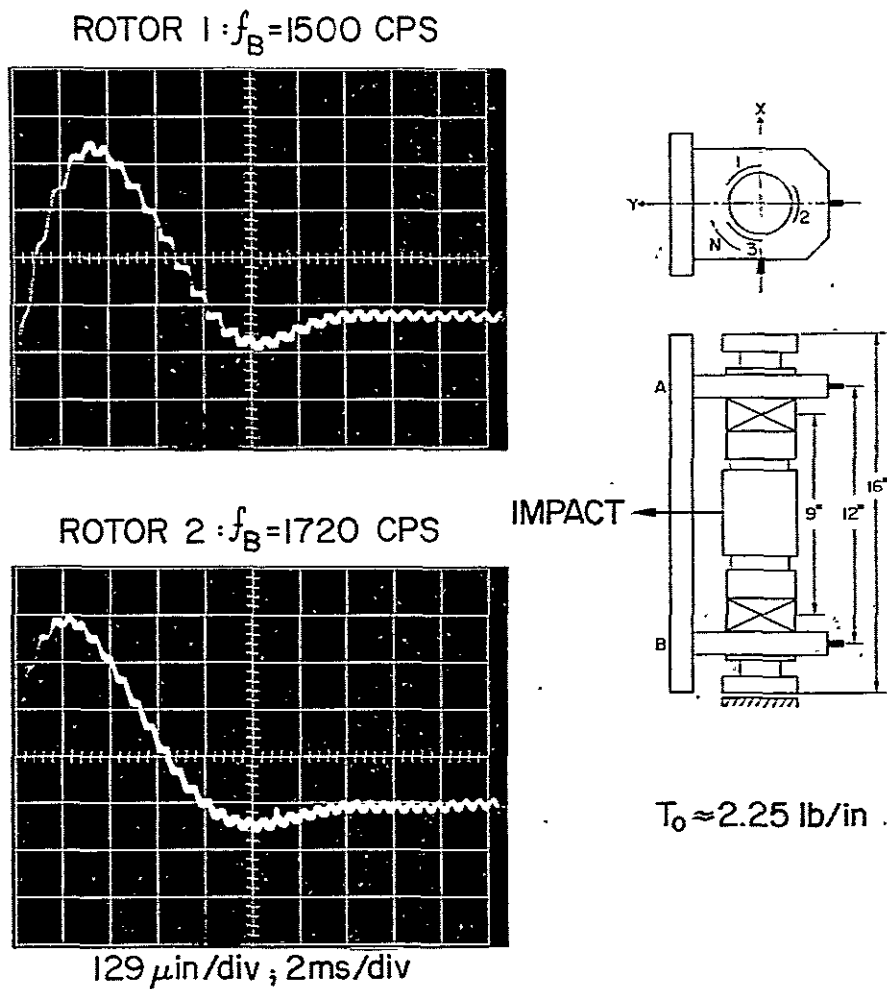 ROTOR 1 : f_B = 1500 CPS
X
1
Y
2
N
3
A
16"
IMPACT
9"
12"
ROTOR 2 : f_B = 1720 CPS
B
T_o ≈ 2.25 lb/in
129 μin/div ; 2ms/div